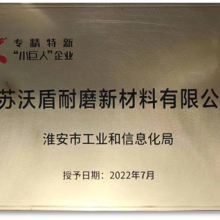 专精特新
“小巨人”企业
苏沃盾耐磨新材料有限公
淮安市工业和信息化局
授予日期：2022年7月